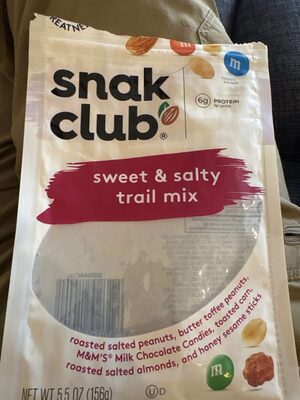 snak
club®
6g PROTEIN
sweet & salty
trail mix
roasted salted peanuts, butter toffee peanuts,
M&M'S® Milk Chocolate Candies, toasted corn,
roasted salted almonds, and honey sesame sticks
m
m
NET WT 5.5 OZ (156g)
U D